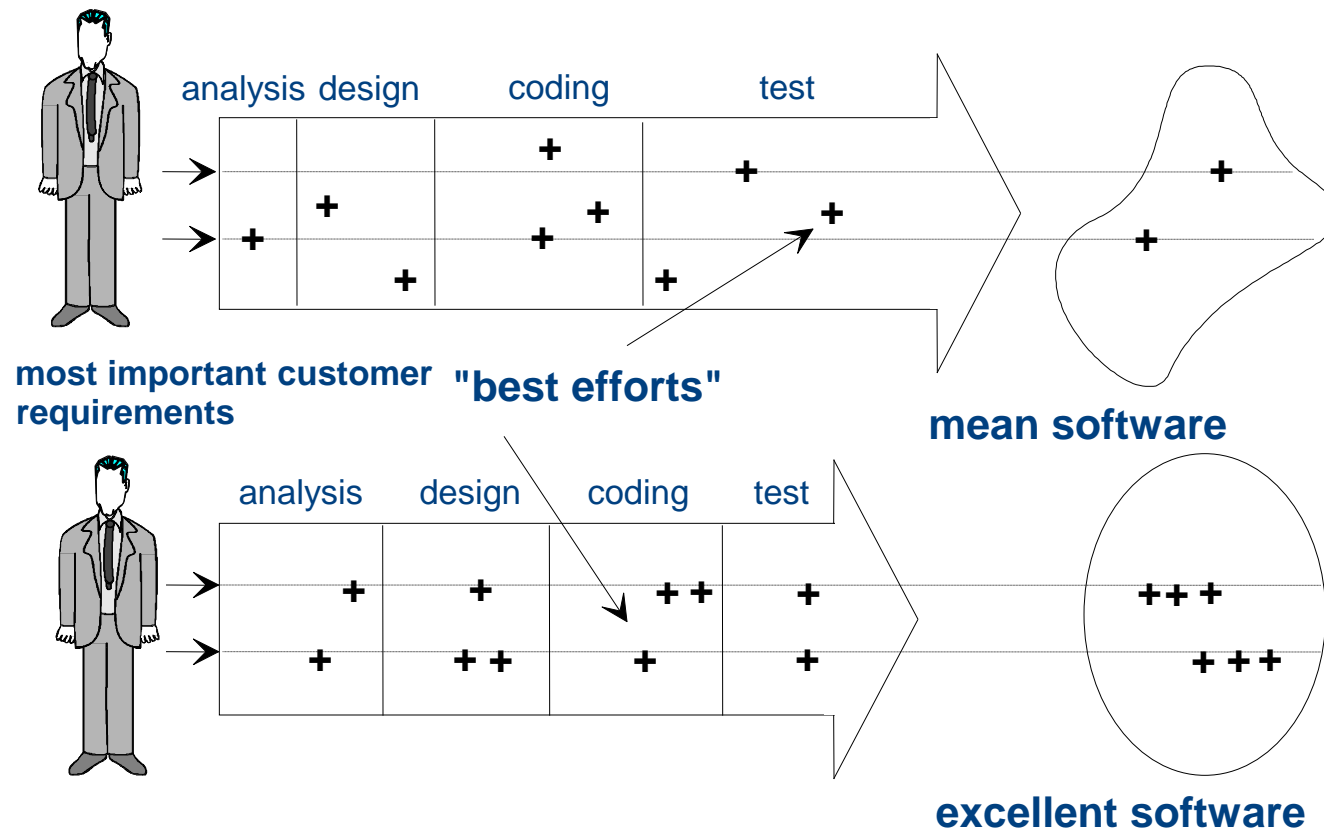 analysis design coding test
most important customer
requirements
"best efforts"
mean software
analysis design coding test
excellent software